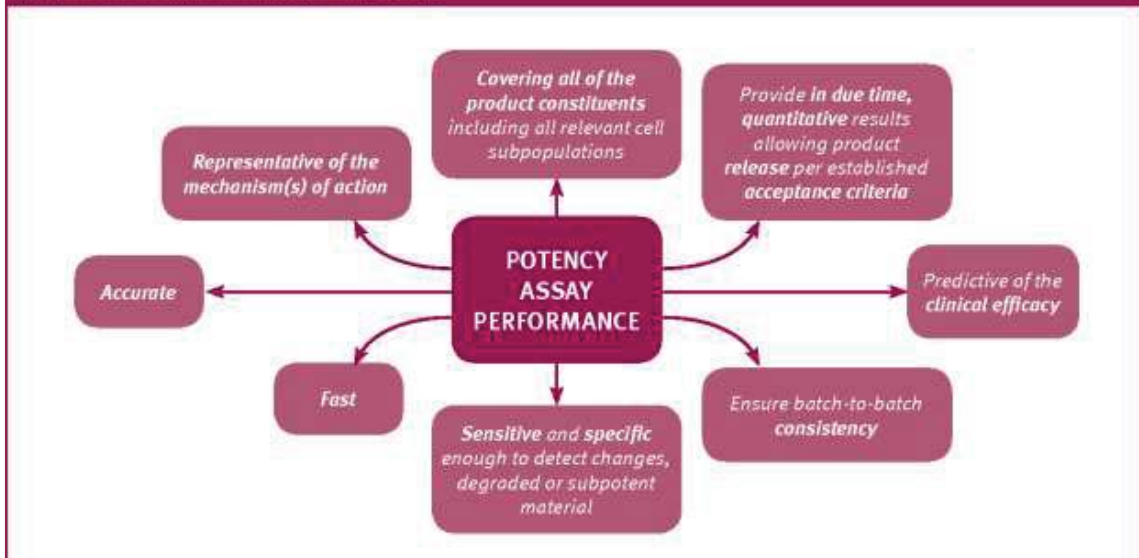 Covering all of the
product constituents
including all relevant cell
subpopulations
Provide in due time,
quantitative results
allowing product
release per established
acceptance criteria
Representative of the
mechanism(s) of action
POTENCY
ASSAY
PERFORMANCE
Accurate
Predictive of the
clinical efficacy
Fast
Sensitive and specific
enough to detect changes,
degraded or subpotent
material
Ensure batch-to-batch
consistency